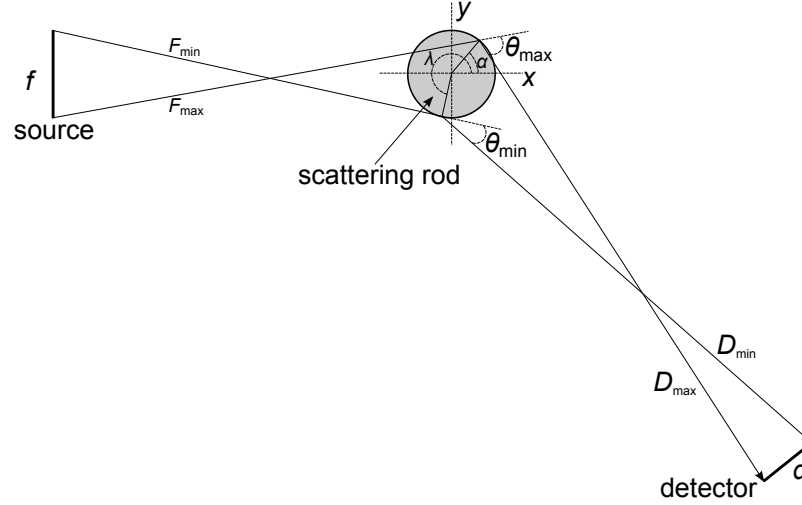 y
F_min
θ_max
λ
α
f
x
F_max
source
θ_min
scattering rod
D_min
D_max
detector
d